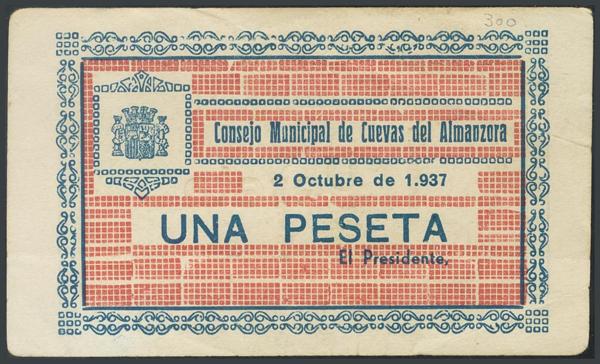 300
Consejo Municipal de Cuevas del Almanzora
2 Octubre de 1.937
UNA PESETA
El Presidente,